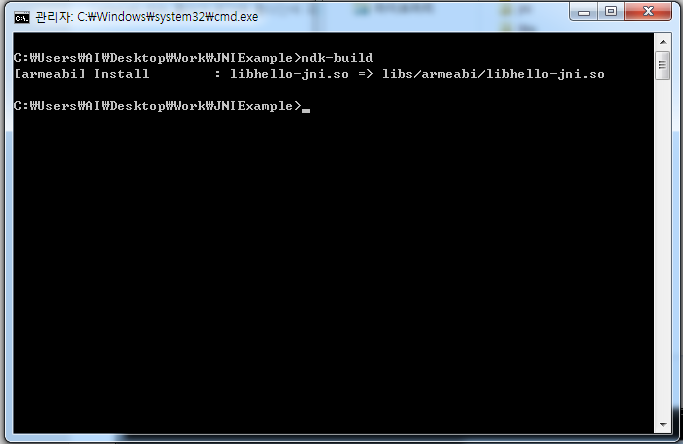 관리자: C:₩Windows₩system32₩cmd.exe
C:₩Users₩AI₩Desktop₩Work₩JNIExample>ndk-build
[armeabi] Install        : libhello-jni.so => libs/armeabi/libhello-jni.so
C:₩Users₩AI₩Desktop₩Work₩JNIExample>